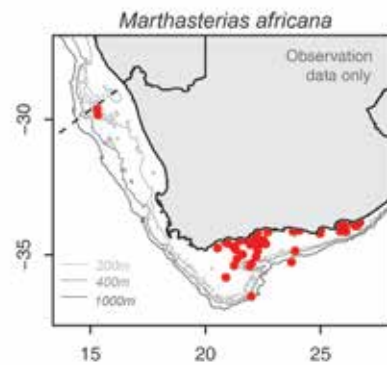 Marthasterias africana
Observation
data only
−30
−35
200m
400m
1000m
15
20
25